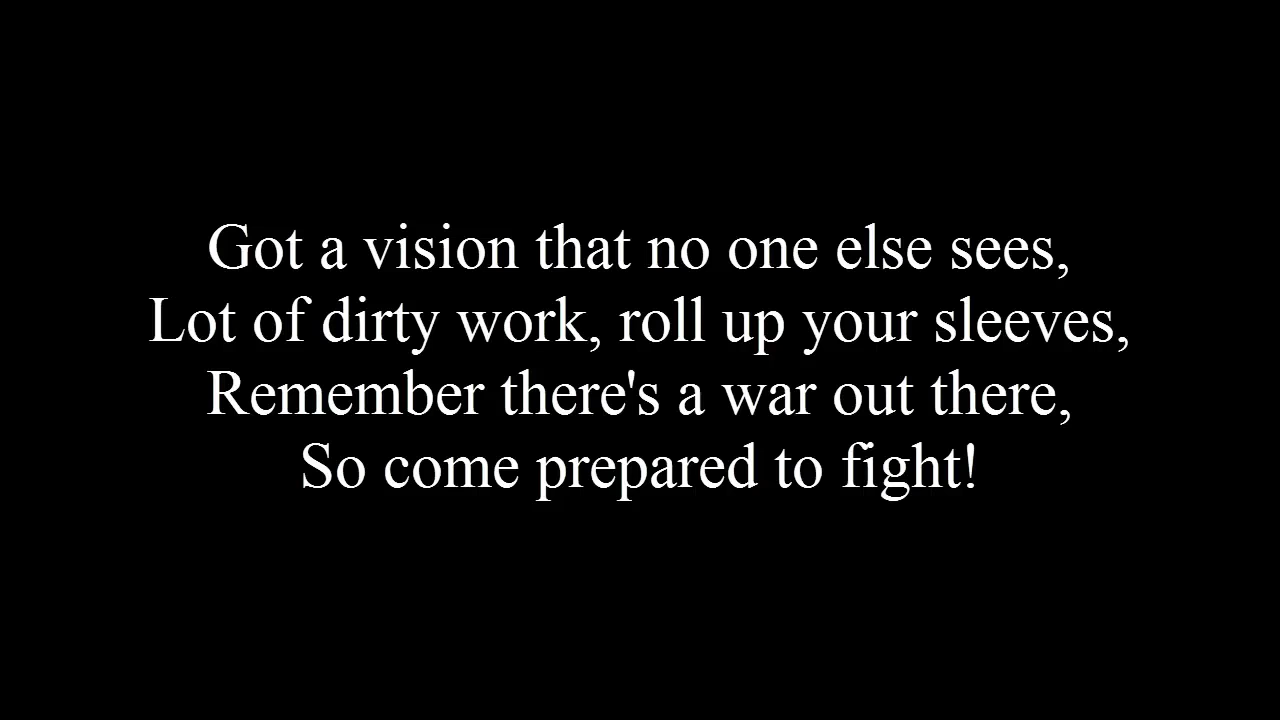 Got a vision that no one else sees,
Lot of dirty work, roll up your sleeves,
Remember there's a war out there,
So come prepared to fight!